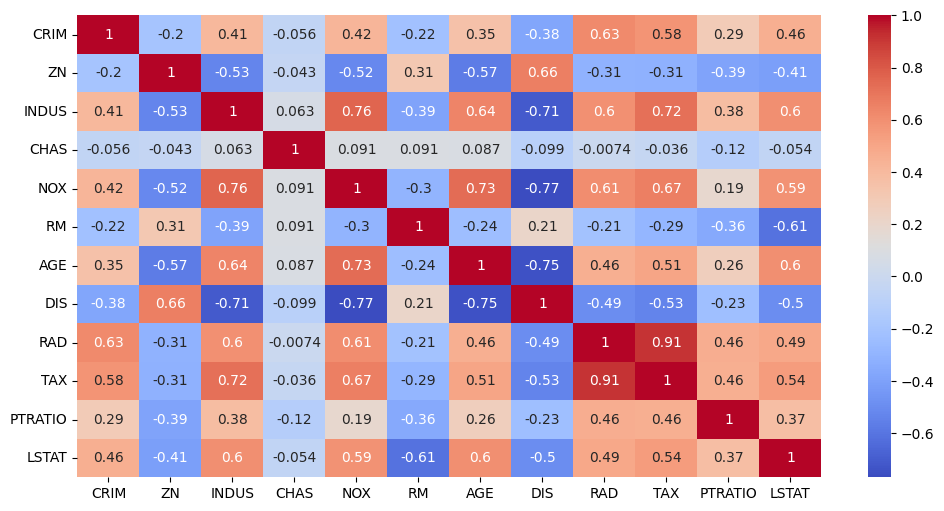 CRIM 1 -0.2 0.41 -0.056 0.42 -0.22 0.35 -0.38 0.63 0.58 0.29 0.46 1.0
ZN -0.2 1 -0.53 -0.043 -0.52 0.31 -0.57 0.66 -0.31 -0.31 -0.39 -0.41 0.8
INDUS 0.41 -0.53 1 0.063 0.76 -0.39 0.64 -0.71 0.6 0.72 0.38 0.6 0.6
CHAS -0.056 -0.043 0.063 1 0.091 0.091 0.087 -0.099 -0.0074 -0.036 -0.12 -0.054 0.4
NOX 0.42 -0.52 0.76 0.091 1 -0.3 0.73 -0.77 0.61 0.67 0.19 0.59
RM -0.22 0.31 -0.39 0.091 -0.3 1 -0.24 0.21 -0.21 -0.29 -0.36 -0.61 0.2
AGE 0.35 -0.57 0.64 0.087 0.73 -0.24 1 -0.75 0.46 0.51 0.26 0.6 0.0
DIS -0.38 0.66 -0.71 -0.099 -0.77 0.21 -0.75 1 -0.49 -0.53 -0.23 -0.5 -0.2
RAD 0.63 -0.31 0.6 -0.0074 0.61 -0.21 0.46 -0.49 1 0.91 0.46 0.49
TAX 0.58 -0.31 0.72 -0.036 0.67 -0.29 0.51 -0.53 0.91 1 0.46 0.54 -0.4
PTRATIO 0.29 -0.39 0.38 -0.12 0.19 -0.36 0.26 -0.23 0.46 0.46 1 0.37 -0.6
LSTAT 0.46 -0.41 0.6 -0.054 0.59 -0.61 0.6 -0.5 0.49 0.54 0.37 1
CRIM ZN INDUS CHAS NOX RM AGE DIS RAD TAX PTRATIO LSTAT